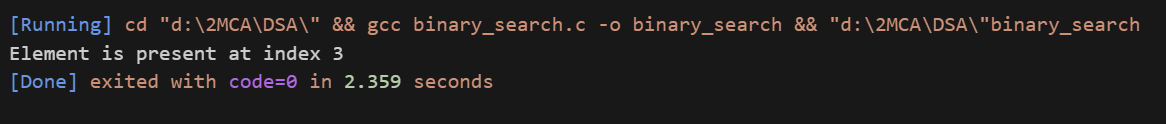 [Running] cd "d:\2MCA\DSA\" && gcc binary_search.c -o binary_search && "d:\2MCA\DSA\"binary_search
Element is present at index 3
[Done] exited with code=0 in 2.359 seconds